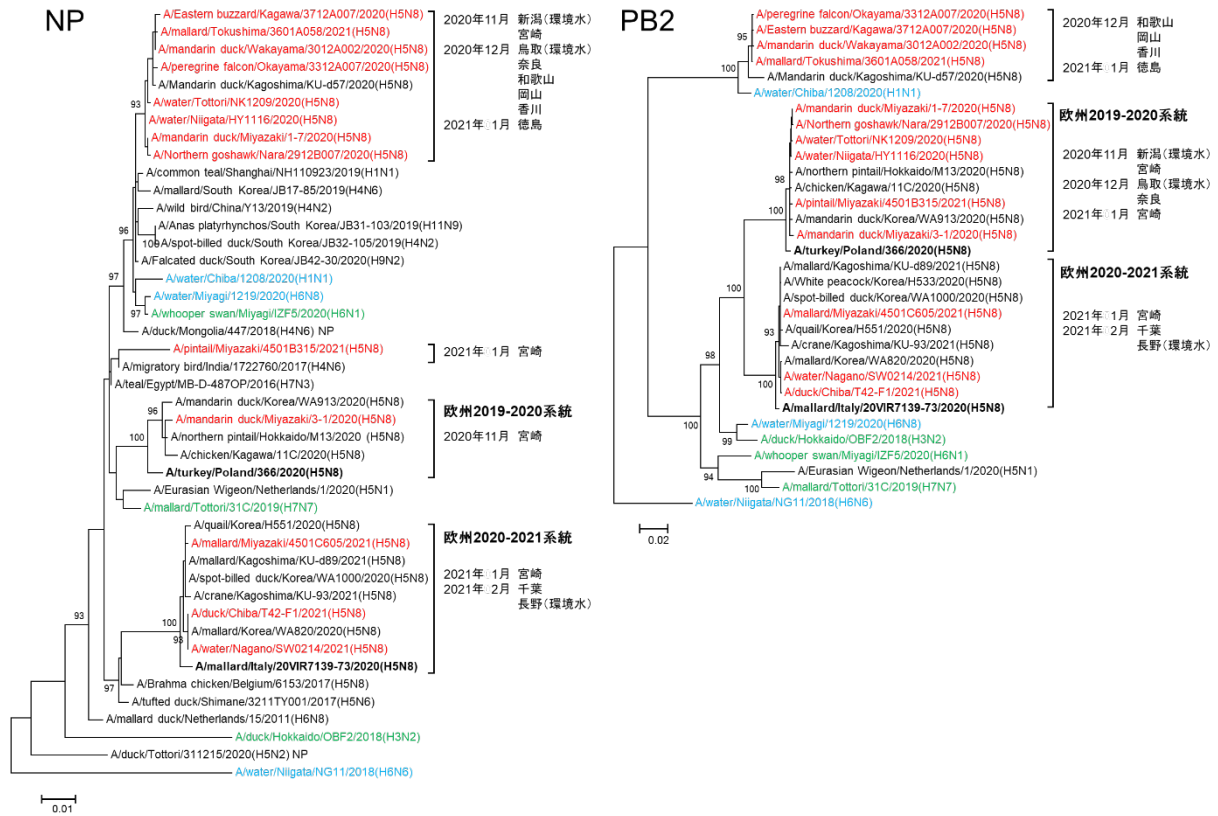 NP
A/Eastern buzzard/Kagawa/3712A007/2020(H5N8)
A/mallard/Tokushima/3601A058/2021(H5N8)
A/mandarin duck/Wakayama/3012A002/2020(H5N8)
A/peregrine falcon/Okayama/3312A007/2020(H5N8)
A/Mandarin duck/Kagoshima/KU-d57/2020(H5N8)
93
A/water/Tottori/NK1209/2020(H5N8)
A/water/Niigata/HY1116/2020(H5N8)
A/mandarin duck/Miyazaki/1-7/2020(H5N8)
A/Northern goshawk/Nara/2912B007/2020(H5N8)
2020年11月 新潟(環境水)
宮崎
2020年12月 鳥取(環境水)
奈良
和歌山
岡山
香川
2021年 1月 徳島
A/common teal/Shanghai/NH110923/2019(H1N1)
A/mallard/South Korea/JB17-85/2019(H4N6)
A/wild bird/China/Y13/2019(H4N2)
96
A/Anas platyrhynchos/South Korea/JB31-103/2019(H11N9)
100
A/spot-billed duck/South Korea/JB32-105/2019(H4N2)
A/Falcated duck/South Korea/JB42-30/2020(H9N2)
97
A/water/Chiba/1208/2020(H1N1)
A/water/Miyagi/1219/2020(H6N8)
97
A/whooper swan/Miyagi/IZF5/2020(H6N1)
A/duck/Mongolia/447/2018(H4N6) NP
A/pintail/Miyazaki/4501B315/2021(H5N8)
2021年 1月 宮崎
A/migratory bird/India/1722760/2017(H4N6)
A/teal/Egypt/MB-D-487OP/2016(H7N3)
A/mandarin duck/Korea/WA913/2020(H5N8)
96
A/mandarin duck/Miyazaki/3-1/2020(H5N8)
100
A/northern pintail/Hokkaido/M13/2020 (H5N8)
A/chicken/Kagawa/11C/2020(H5N8)
A/turkey/Poland/366/2020(H5N8)
欧州2019-2020系統
2020年11月 宮崎
A/Eurasian Wigeon/Netherlands/1/2020(H5N1)
A/mallard/Tottori/31C/2019(H7N7)
A/quail/Korea/H551/2020(H5N8)
A/mallard/Miyazaki/4501C605/2021(H5N8)
A/mallard/Kagoshima/KU-d89/2021(H5N8)
A/spot-billed duck/Korea/WA1000/2020(H5N8)
A/crane/Kagoshima/KU-93/2021(H5N8)
93
A/duck/Chiba/T42-F1/2021(H5N8)
100
A/mallard/Korea/WA820/2020(H5N8)
93
A/water/Nagano/SW0214/2021(H5N8)
A/mallard/Italy/20VIR7139-73/2020(H5N8)
欧州2020-2021系統
2021年 1月 宮崎
2021年 2月 千葉
長野(環境水)
97
A/Brahma chicken/Belgium/6153/2017(H5N8)
A/tufted duck/Shimane/3211TY001/2017(H5N6)
A/mallard duck/Netherlands/15/2011(H6N8)
A/duck/Hokkaido/OBF2/2018(H3N2)
A/duck/Tottori/311215/2020(H5N2) NP
A/water/Niigata/NG11/2018(H6N6)
0.01
PB2
A/peregrine falcon/Okayama/3312A007/2020(H5N8)
A/Eastern buzzard/Kagawa/3712A007/2020(H5N8)
95
A/mandarin duck/Wakayama/3012A002/2020(H5N8)
A/mallard/Tokushima/3601A058/2021(H5N8)
100
A/Mandarin duck/Kagoshima/KU-d57/2020(H5N8)
2020年12月 和歌山
岡山
香川
2021年 1月 徳島
A/water/Chiba/1208/2020(H1N1)
A/mandarin duck/Miyazaki/1-7/2020(H5N8)
A/Northern goshawk/Nara/2912B007/2020(H5N8)
A/water/Tottori/NK1209/2020(H5N8)
A/water/Niigata/HY1116/2020(H5N8)
98
A/northern pintail/Hokkaido/M13/2020(H5N8)
A/chicken/Kagawa/11C/2020(H5N8)
A/pintail/Miyazaki/4501B315/2021(H5N8)
100
A/mandarin duck/Korea/WA913/2020(H5N8)
A/mandarin duck/Miyazaki/3-1/2020(H5N8)
A/turkey/Poland/366/2020(H5N8)
欧州2019-2020系統
2020年11月 新潟(環境水)
宮崎
2020年12月 鳥取(環境水)
奈良
2021年 1月 宮崎
A/mallard/Kagoshima/KU-d89/2021(H5N8)
A/White peacock/Korea/H533/2020(H5N8)
100
A/spot-billed duck/Korea/WA1000/2020(H5N8)
A/mallard/Miyazaki/4501C605/2021(H5N8)
93
A/quail/Korea/H551/2020(H5N8)
A/crane/Kagoshima/KU-93/2021(H5N8)
98
A/mallard/Korea/WA820/2020(H5N8)
A/water/Nagano/SW0214/2021(H5N8)
100
A/duck/Chiba/T42-F1/2021(H5N8)
A/mallard/Italy/20VIR7139-73/2020(H5N8)
欧州2020-2021系統
2021年 1月 宮崎
2021年 2月 千葉
長野(環境水)
A/water/Miyagi/1219/2020(H6N8)
99
A/duck/Hokkaido/OBF2/2018(H3N2)
A/whooper swan/Miyagi/IZF5/2020(H6N1)
94
A/Eurasian Wigeon/Netherlands/1/2020(H5N1)
100
A/mallard/Tottori/31C/2019(H7N7)
A/water/Niigata/NG11/2018(H6N6)
0.02